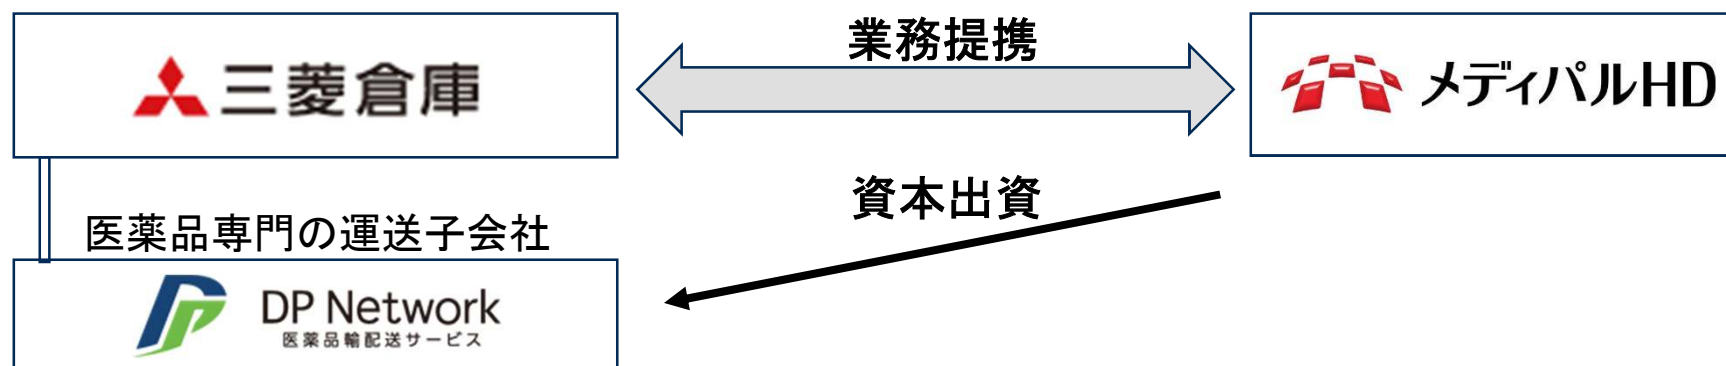 業務提携
三菱倉庫
メディパルHD
資本出資
医薬品専門の運送子会社
DP Network
医薬品輸配送サービス